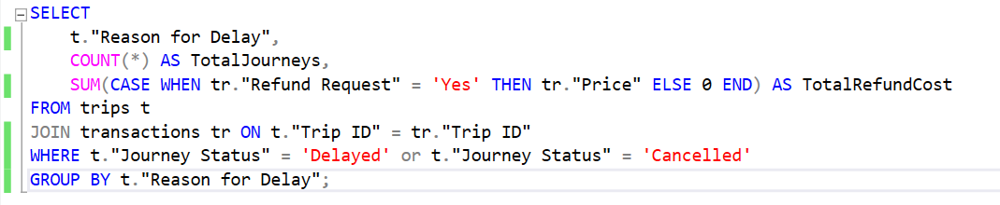 SELECT
    t."Reason for Delay",
    COUNT(*) AS TotalJourneys,
    SUM(CASE WHEN tr."Refund Request" = 'Yes' THEN tr."Price" ELSE 0 END) AS TotalRefundCost
FROM trips t
JOIN transactions tr ON t."Trip ID" = tr."Trip ID"
WHERE t."Journey Status" = 'Delayed' or t."Journey Status" = 'Cancelled'
GROUP BY t."Reason for Delay";